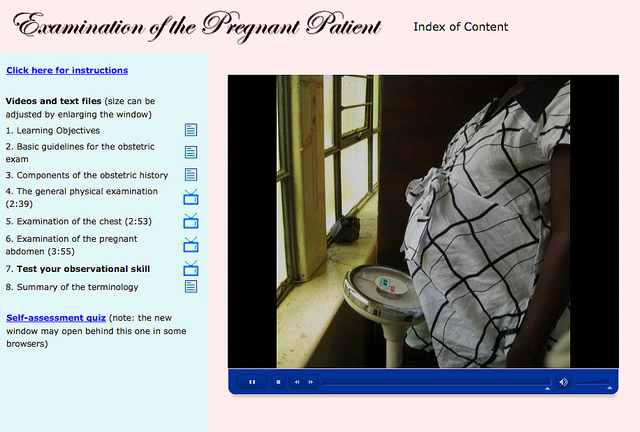 Examination of the Pregnant Patient
Index of Content
Click here for instructions
Videos and text files (size can be
adjusted by enlarging the window)
1. Learning Objectives
2. Basic guidelines for the obstetric
exam
3. Components of the obstetric history
4. The general physical examination
(2:39)
5. Examination of the chest (2:53)
6. Examination of the pregnant
abdomen (3:55)
7. Test your observational skill
8. Summary of the terminology
Self-assessment quiz (note: the new
window may open behind this one in some
browsers)